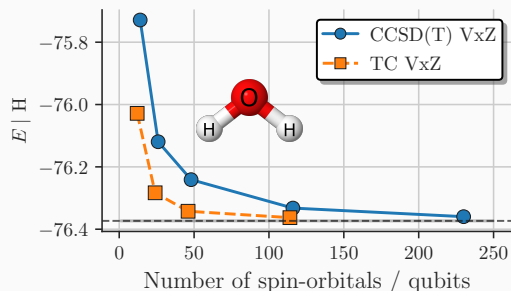 CCSD(T) VxZ
TC VxZ
E | H
−75.8
−76.0
−76.2
−76.4
O
H H
0 50 100 150 200 250
Number of spin-orbitals / qubits